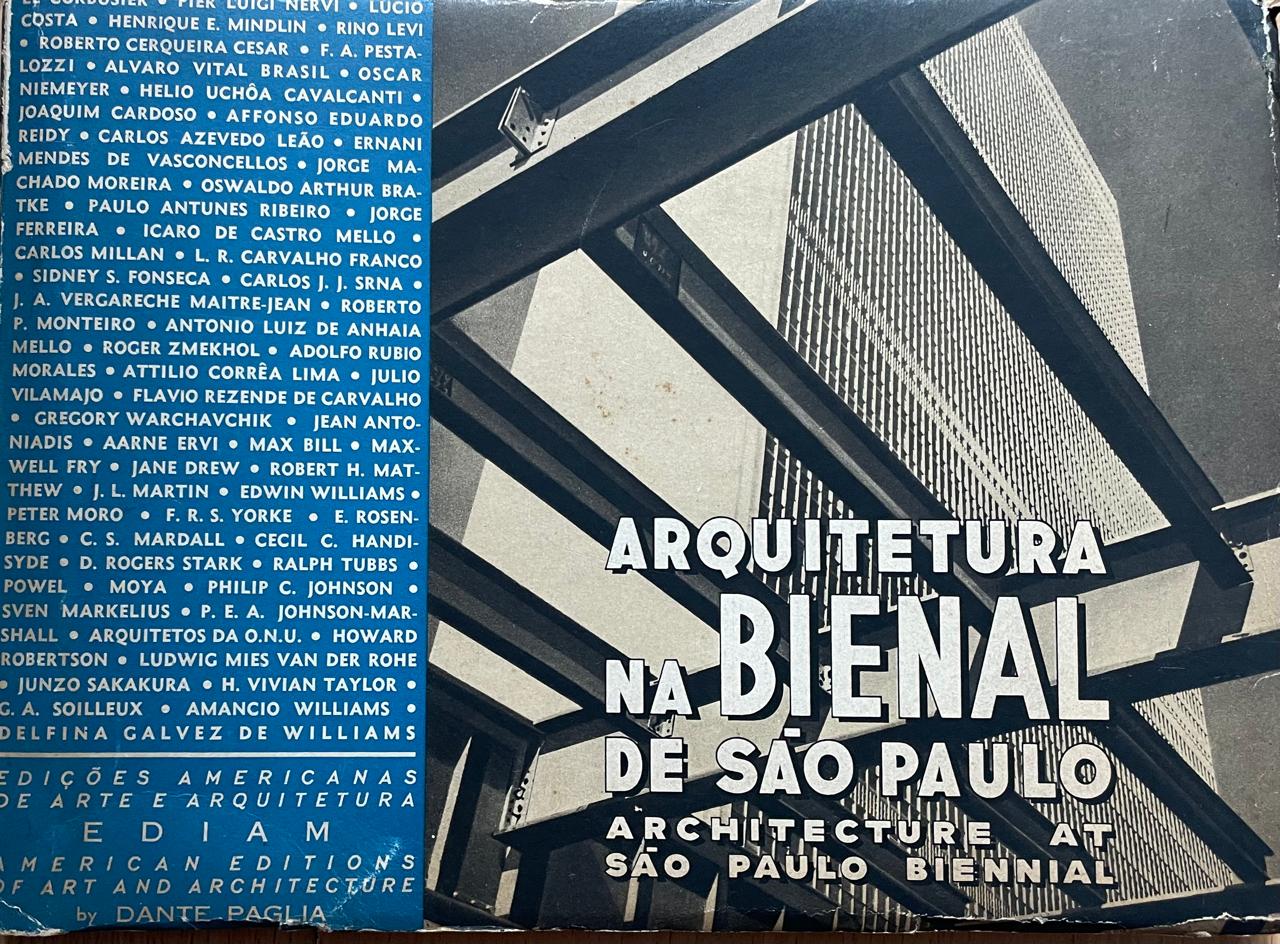 LE CORBUSIER • PIER LUIGI NERVI • LÚCIO
COSTA • HENRIQUE E. MINDLIN • RINO LEVI
• ROBERTO CERQUEIRA CESAR • F. A. PESTA-
LOZZI • ALVARO VITAL BRASIL • OSCAR
NIEMEYER • HELIO UCHÔA CAVALCANTI •
JOAQUIM CARDOSO • AFFONSO EDUARDO
REIDY • CARLOS AZEVEDO LEÃO • ERNANI
MENDES DE VASCONCELLOS • JORGE MA-
CHADO MOREIRA • OSWALDO ARTHUR BRA-
TKE • PAULO ANTUNES RIBEIRO • JORGE
FERREIRA • ICARO DE CASTRO MELLO •
CARLOS MILLAN • L. R. CARVALHO FRANCO
• SIDNEY S. FONSECA • CARLOS J. J. SRNA •
J. A. VERGARECHE MAITRE-JEAN • ROBERTO
P. MONTEIRO • ANTONIO LUIZ DE ANHAIA
MELLO • ROGER ZMEKHOL • ADOLFO RUBIO
MORALES • ATTILIO CORRÊA LIMA • JULIO
VILAMAJO • FLAVIO REZENDE DE CARVALHO
• GREGORY WARCHAVCHIK • JEAN ANTO-
NIADIS • AARNE ERVI • MAX BILL • MAX-
WELL FRY • JANE DREW • ROBERT H. MAT-
THEW • J. L. MARTIN • EDWIN WILLIAMS •
PETER MORO • F. R. S. YORKE • E. ROSEN-
BERG • C. S. MARDALL • CECIL C. HANDI-
SYDE • D. ROGERS STARK • RALPH TUBBS •
POWEL • MOYA • PHILIP C. JOHNSON •
SVEN MARKELIUS • P. E. A. JOHNSON-MAR-
SHALL • ARQUITETOS DA O.N.U. • HOWARD
ROBERTSON • LUDWIG MIES VAN DER ROHE
• JUNZO SAKAKURA • H. VIVIAN TAYLOR •
G. A. SOILLEUX • AMANCIO WILLIAMS •
DELFINA GALVEZ DE WILLIAMS
EDIÇÕES AMERICANAS
DE ARTE E ARQUITETURA
EDIAM
AMERICAN EDITIONS
OF ART AND ARCHITECTURE
by DANTE PAGLIA
ARQUITETURA
NA BIENAL
DE SÃO PAULO
ARCHITECTURE AT
SÃO PAULO BIENNIAL